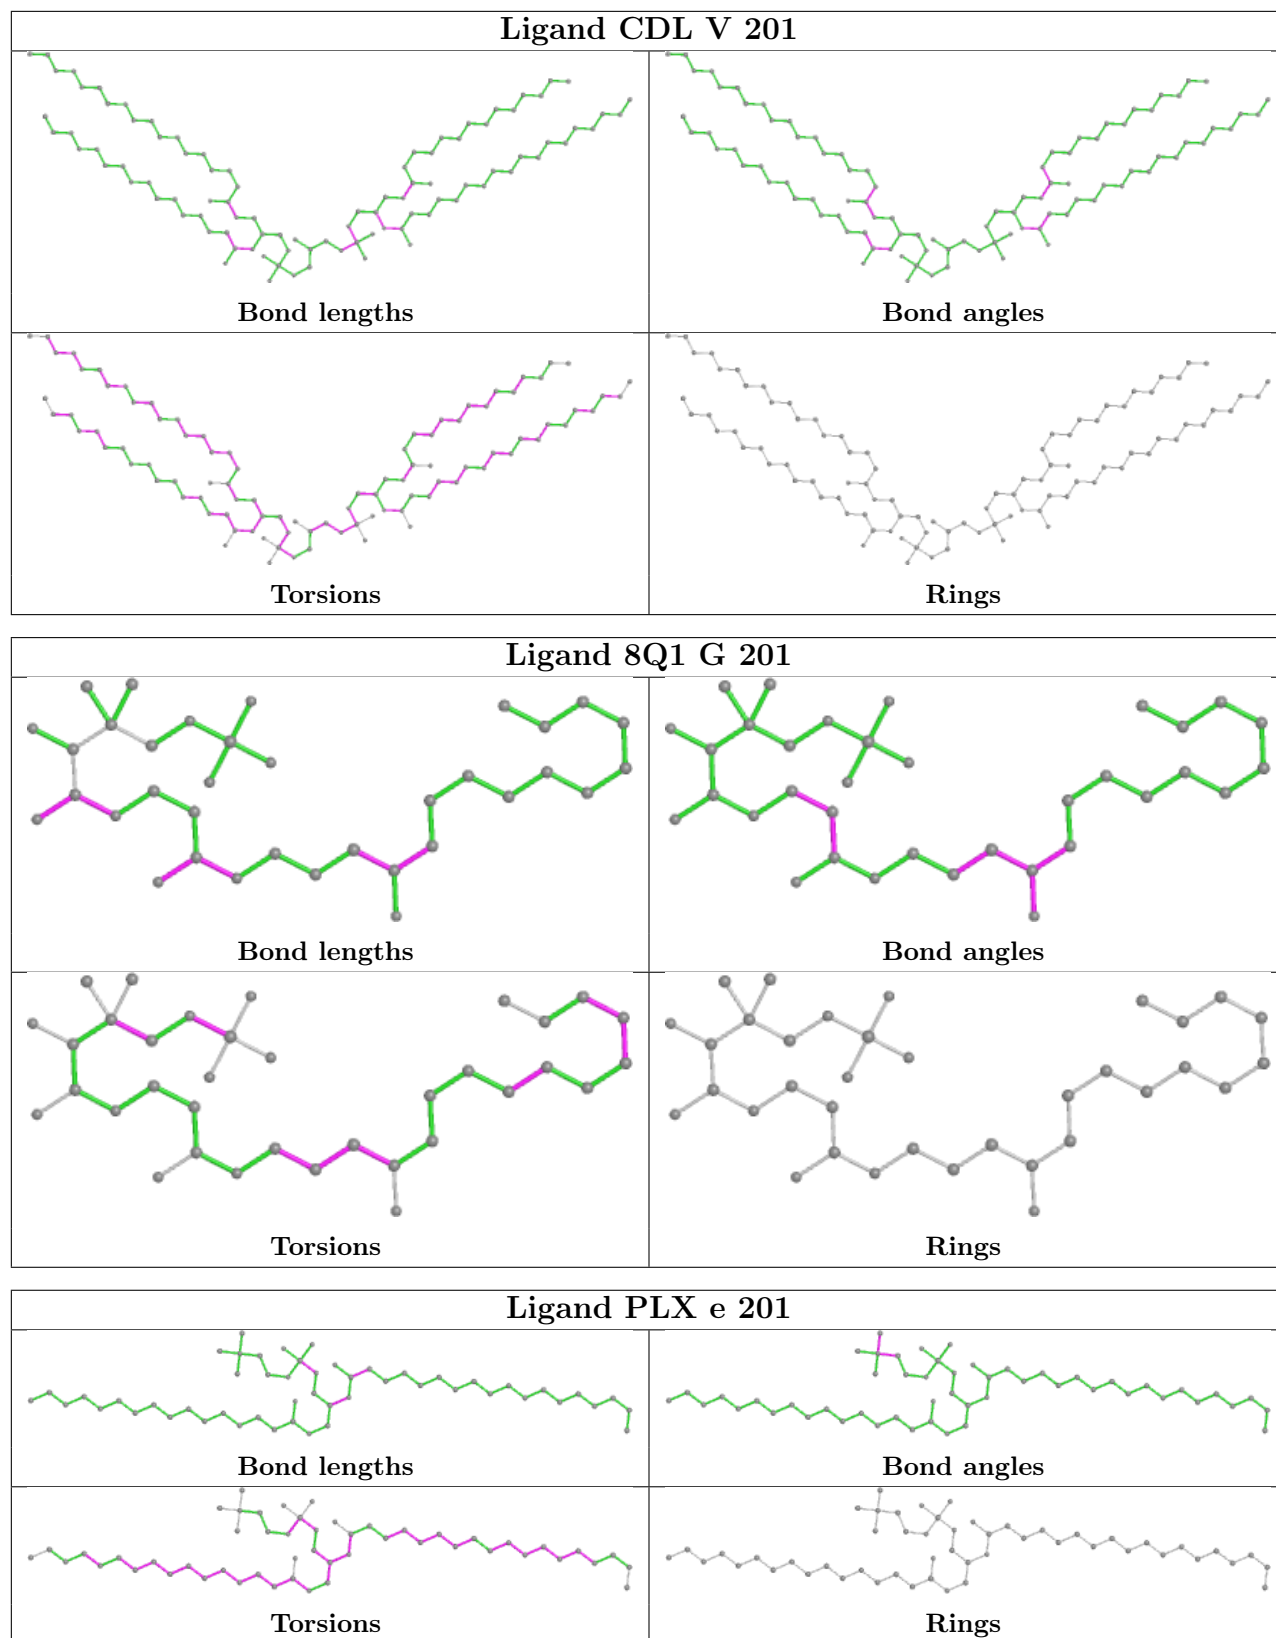 Ligand CDL V 201
Bond lengths
Bond angles
Torsions
Rings
Ligand 8Q1 G 201
Bond lengths
Bond angles
Torsions
Rings
Ligand PLX e 201
Bond lengths
Bond angles
Torsions
Rings